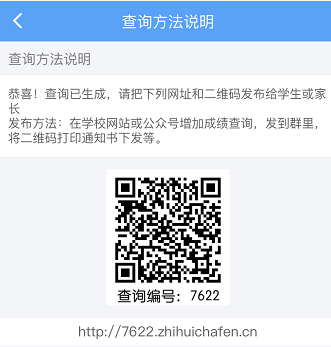 查询方法说明
查询方法说明
恭喜！查询已生成，请把下列网址和二维码发布给学生或家
长
发布方法：在学校网站或公众号增加成绩查询，发到群里，
将二维码打印通知书下发等。
查询编号：7622
http://7622.zhihuichafen.cn